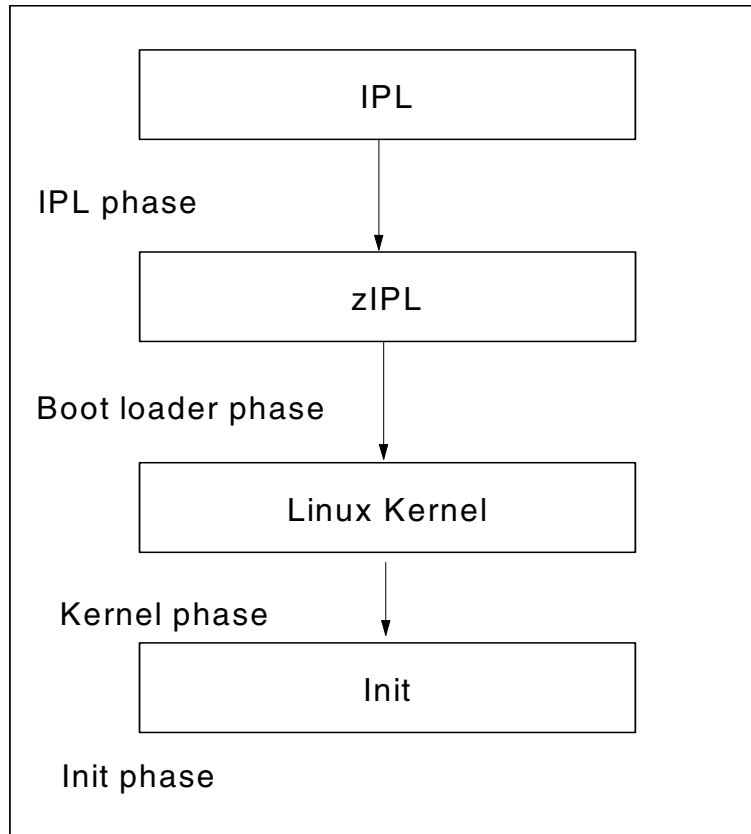 IPL
IPL phase
zIPL
Boot loader phase
Linux Kernel
Kernel phase
Init
Init phase